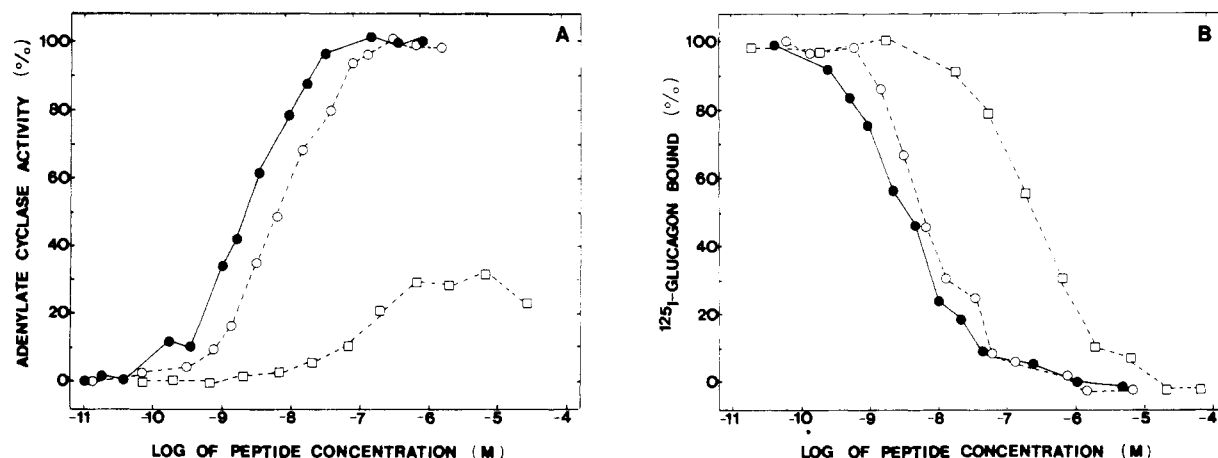 A
ADENYLATE CYCLASE ACTIVITY (%)
100
80
60
40
20
0
-11 -10 -9 -8 -7 -6 -5 -4
LOG OF PEPTIDE CONCENTRATION (M)
B
125I-GLUCAGON BOUND (%)
100
80
60
40
20
0
-11 -10 -9 -8 -7 -6 -5 -4
LOG OF PEPTIDE CONCENTRATION (M)